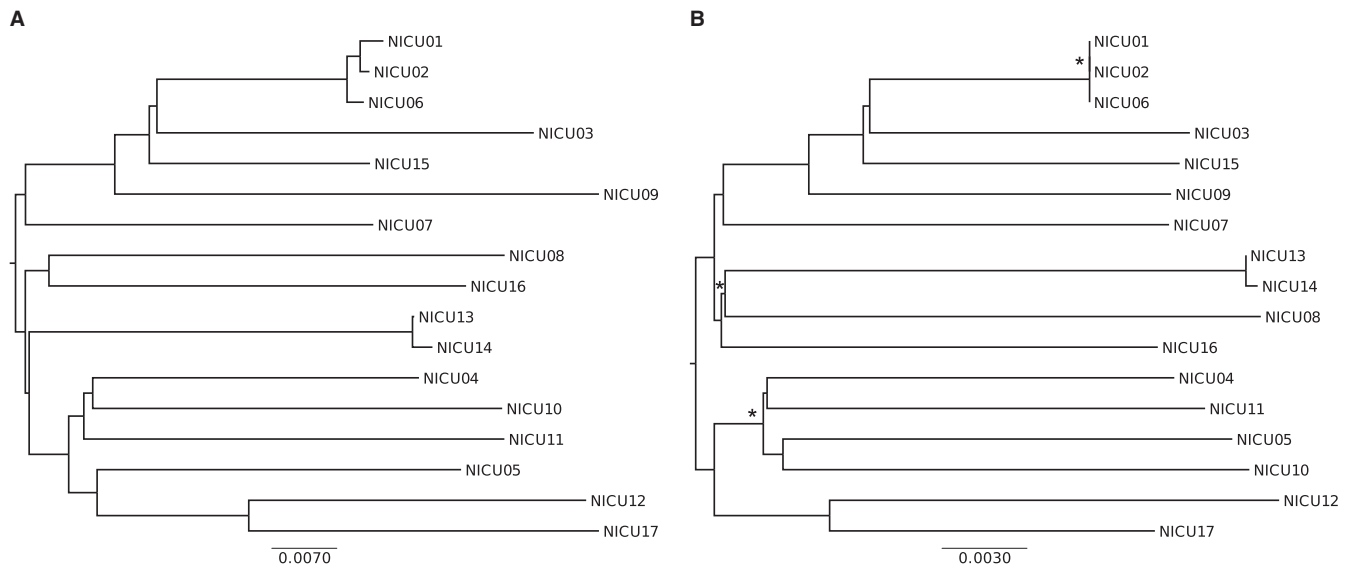 A
NICU01
NICU02
NICU06
NICU03
NICU15
NICU09
NICU07
NICU08
NICU16
NICU13
NICU14
NICU04
NICU10
NICU11
NICU05
NICU12
NICU17
0.0070
B
NICU01
*
NICU02
NICU06
NICU03
NICU15
NICU09
NICU07
NICU13
*
NICU14
NICU08
NICU16
NICU04
NICU11
*
NICU05
NICU10
NICU12
NICU17
0.0030